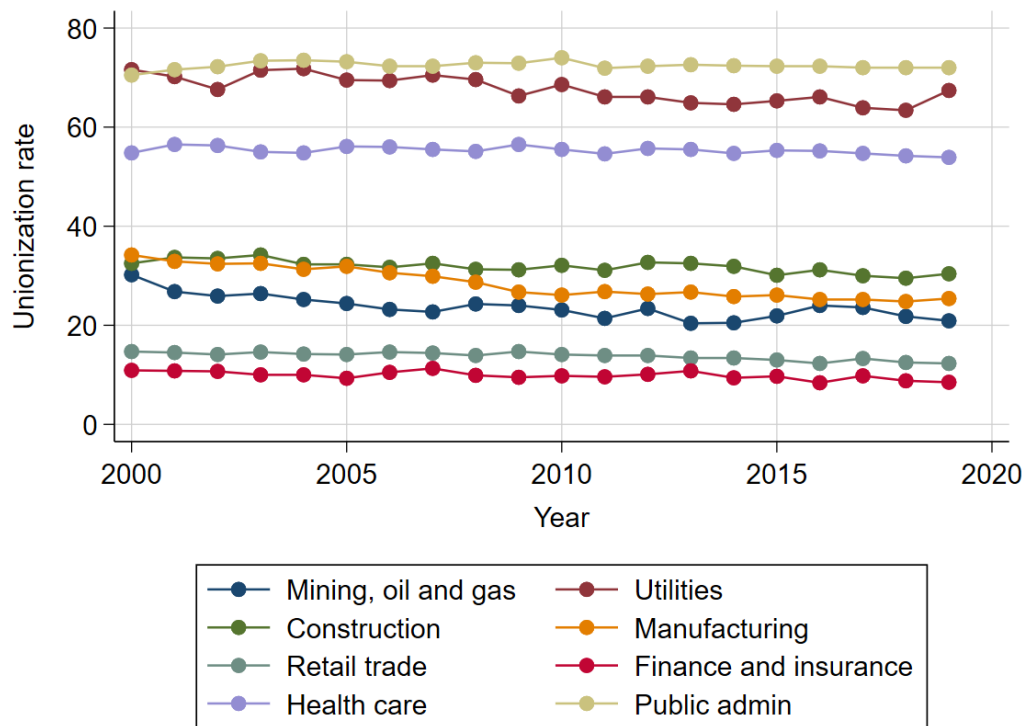 80
60
40
20
0
Unionization rate
2000 2005 2010 2015 2020
Year
Mining, oil and gas Utilities
Construction Manufacturing
Retail trade Finance and insurance
Health care Public admin